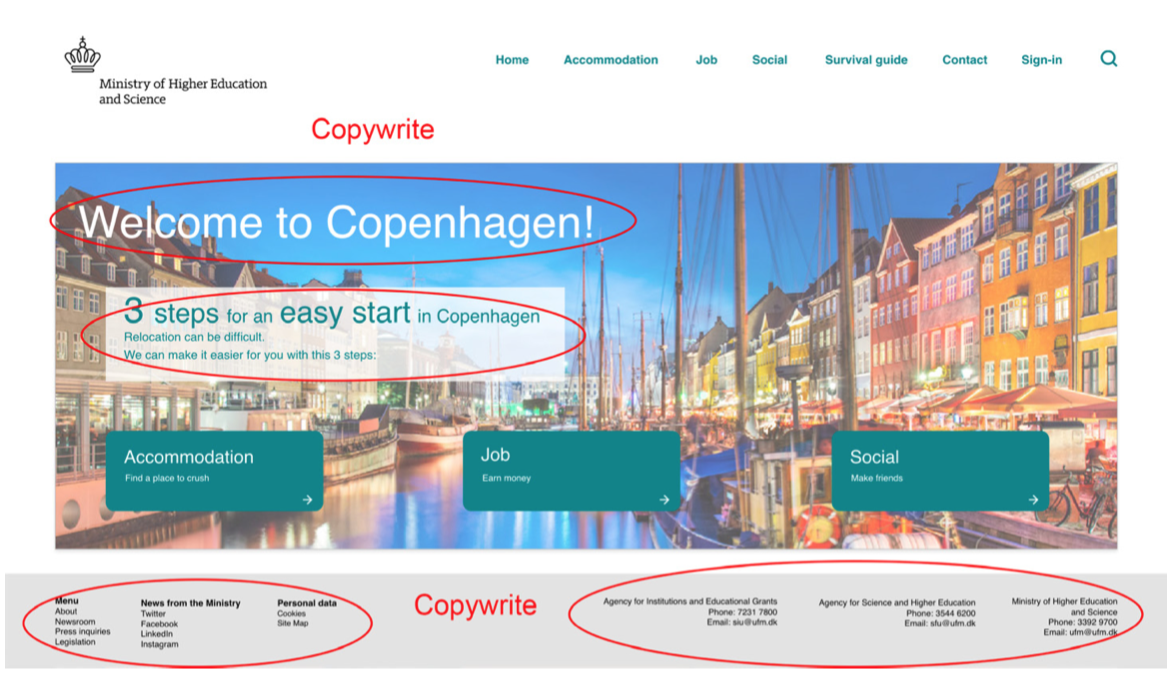 Ministry of Higher Education
and Science
Home Accommodation Job Social Survival guide Contact Sign-in
Copywrite
Welcome to Copenhagen!
3 steps for an easy start in Copenhagen
Relocation can be difficult.
We can make it easier for you with this 3 steps:
Accommodation
Find a place to crush
Job
Earn money
Social
Make friends
Menu
About
Newsroom
Press inquiries
Legislation
News from the Ministry
Twitter
Facebook
LinkedIn
Instagram
Personal data
Cookies
Site Map
Copywrite
Agency for Institutions and Educational Grants
Phone: 7231 7800
Email: siu@ufm.dk
Agency for Science and Higher Education
Phone: 3544 6200
Email: sfu@ufm.dk
Ministry of Higher Education
and Science
Phone: 3392 9700
Email: ufm@ufm.dk